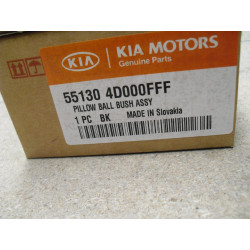 KIA KIA MOTORS
Genuine Parts
55130 4D000FFF
PILLOW BALL BUSH ASSY
1 PC BK MADE IN Slovakia